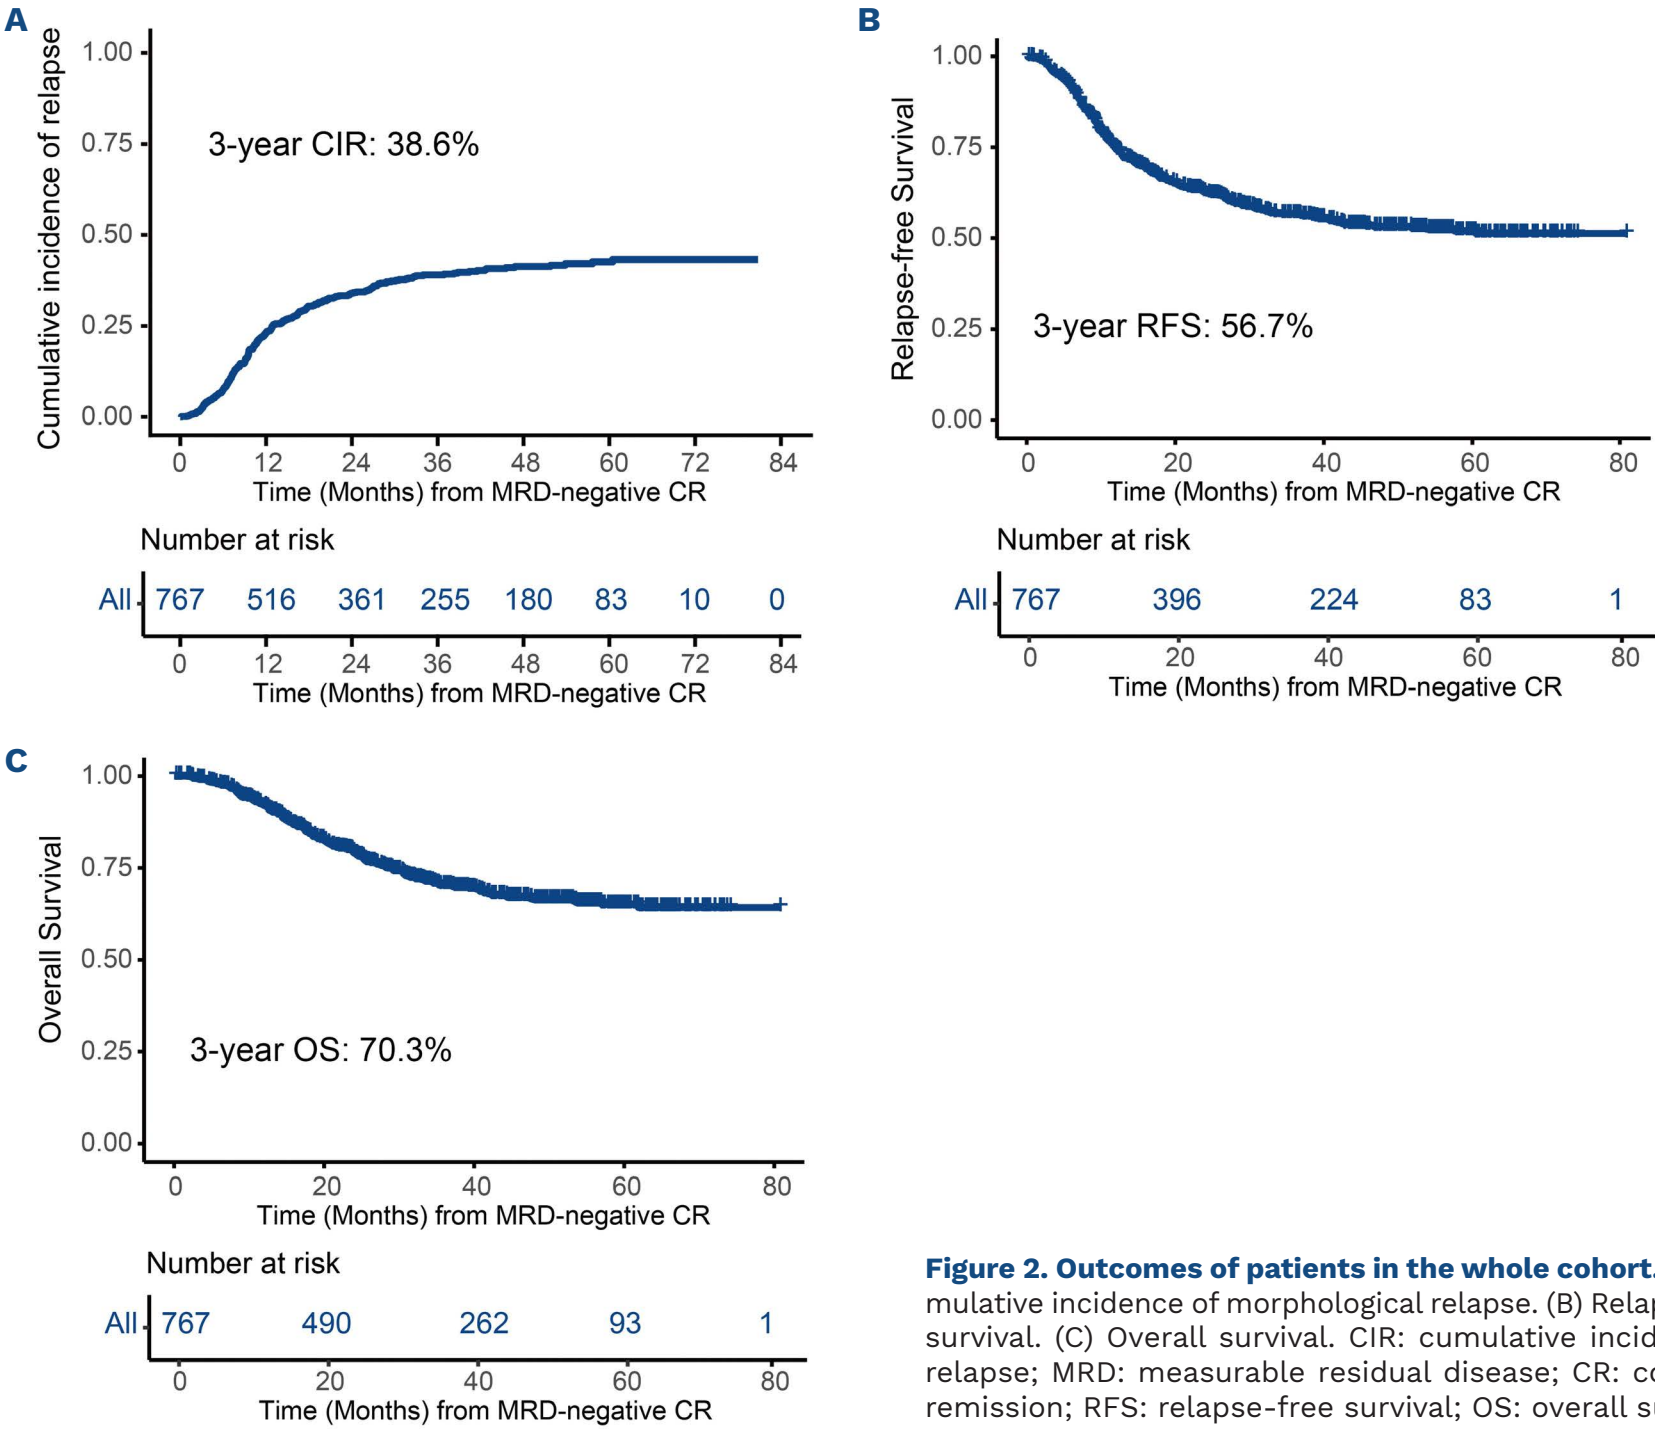 A
Cumulative incidence of relapse
1.00
0.75
0.50
0.25
0.00
3-year CIR: 38.6%
0 12 24 36 48 60 72 84
Time (Months) from MRD-negative CR
Number at risk
All 767 516 361 255 180 83 10 0
0 12 24 36 48 60 72 84
Time (Months) from MRD-negative CR
B
Relapse-free Survival
1.00
0.75
0.50
0.25
0.00
3-year RFS: 56.7%
0 20 40 60 80
Time (Months) from MRD-negative CR
Number at risk
All 767 396 224 83 1
0 20 40 60 80
Time (Months) from MRD-negative CR
C
Overall Survival
1.00
0.75
0.50
0.25
0.00
3-year OS: 70.3%
0 20 40 60 80
Time (Months) from MRD-negative CR
Number at risk
All 767 490 262 93 1
0 20 40 60 80
Time (Months) from MRD-negative CR
Figure 2. Outcomes of patients in the whole cohort.
mulative incidence of morphological relapse. (B)
survival. (C) Overall survival. CIR: cumulative
relapse; MRD: measurable residual disease; CR:
remission; RFS: relapse-free survival; OS: overall